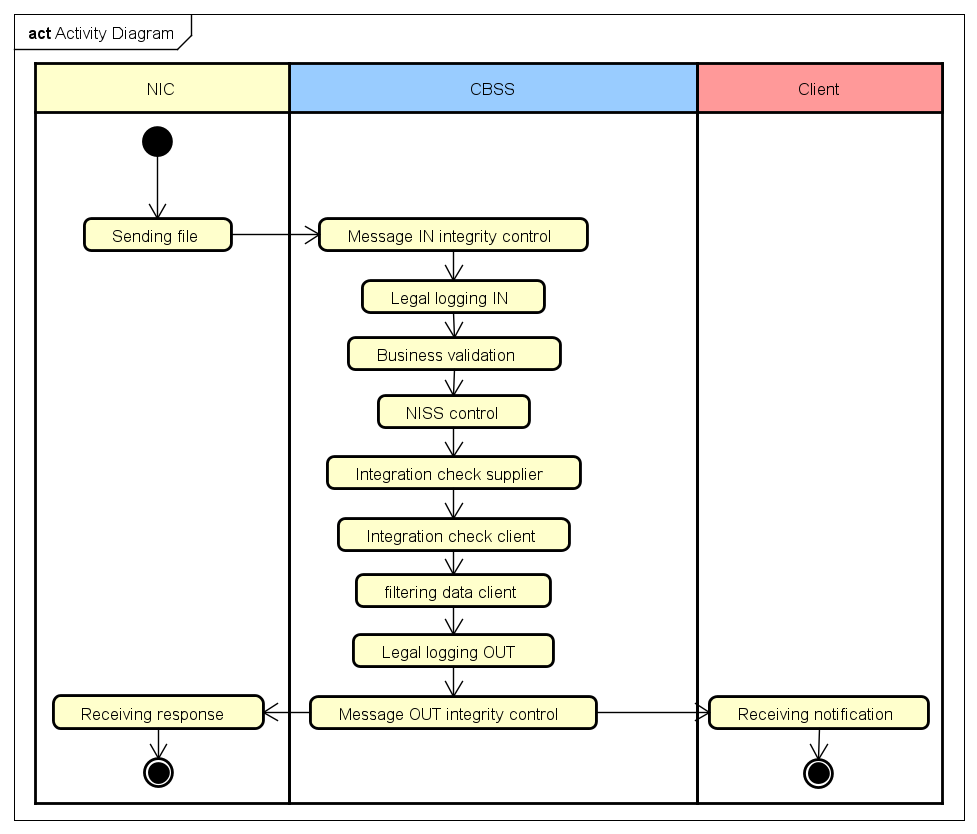 act Activity Diagram
NIC
CBSS
Client
Sending file
Message IN integrity control
Legal logging IN
Business validation
NISS control
Integration check supplier
Integration check client
filtering data client
Legal logging OUT
Receiving response
Message OUT integrity control
Receiving notification